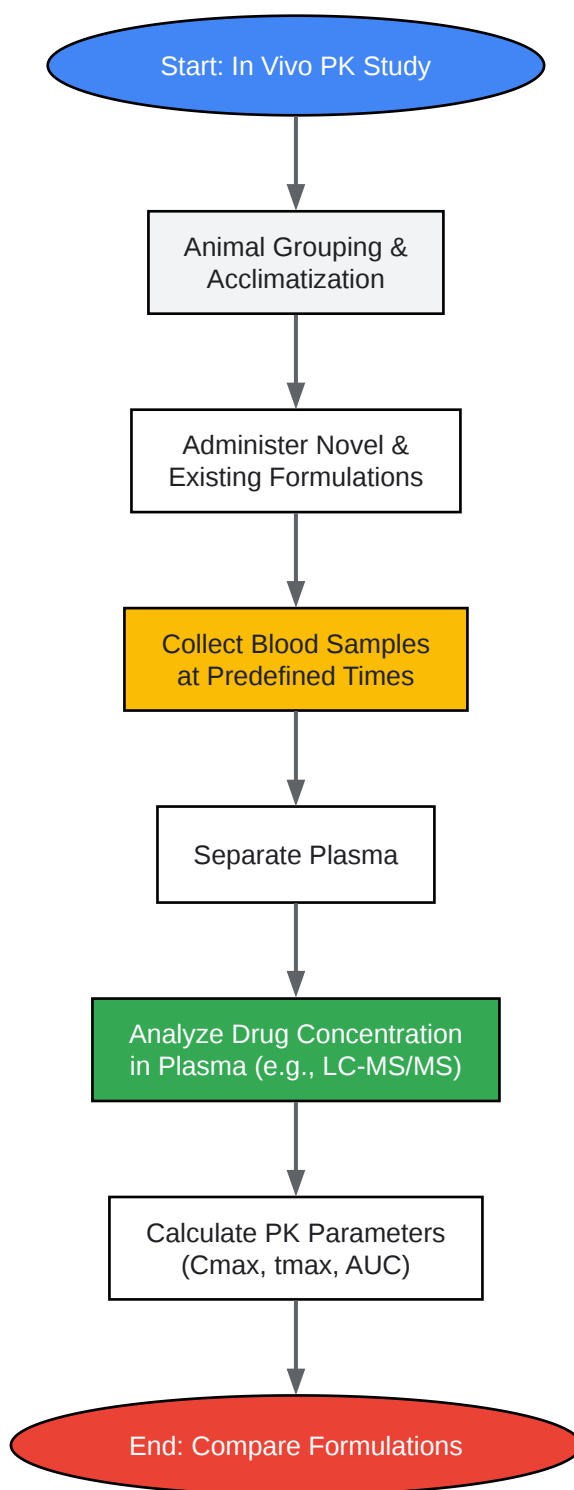 Start: In Vivo PK Study
Animal Grouping &
Acclimatization
Administer Novel &
Existing Formulations
Collect Blood Samples
at Predefined Times
Separate Plasma
Analyze Drug Concentration
in Plasma (e.g., LC-MS/MS)
Calculate PK Parameters
(Cmax, tmax, AUC)
End: Compare Formulations